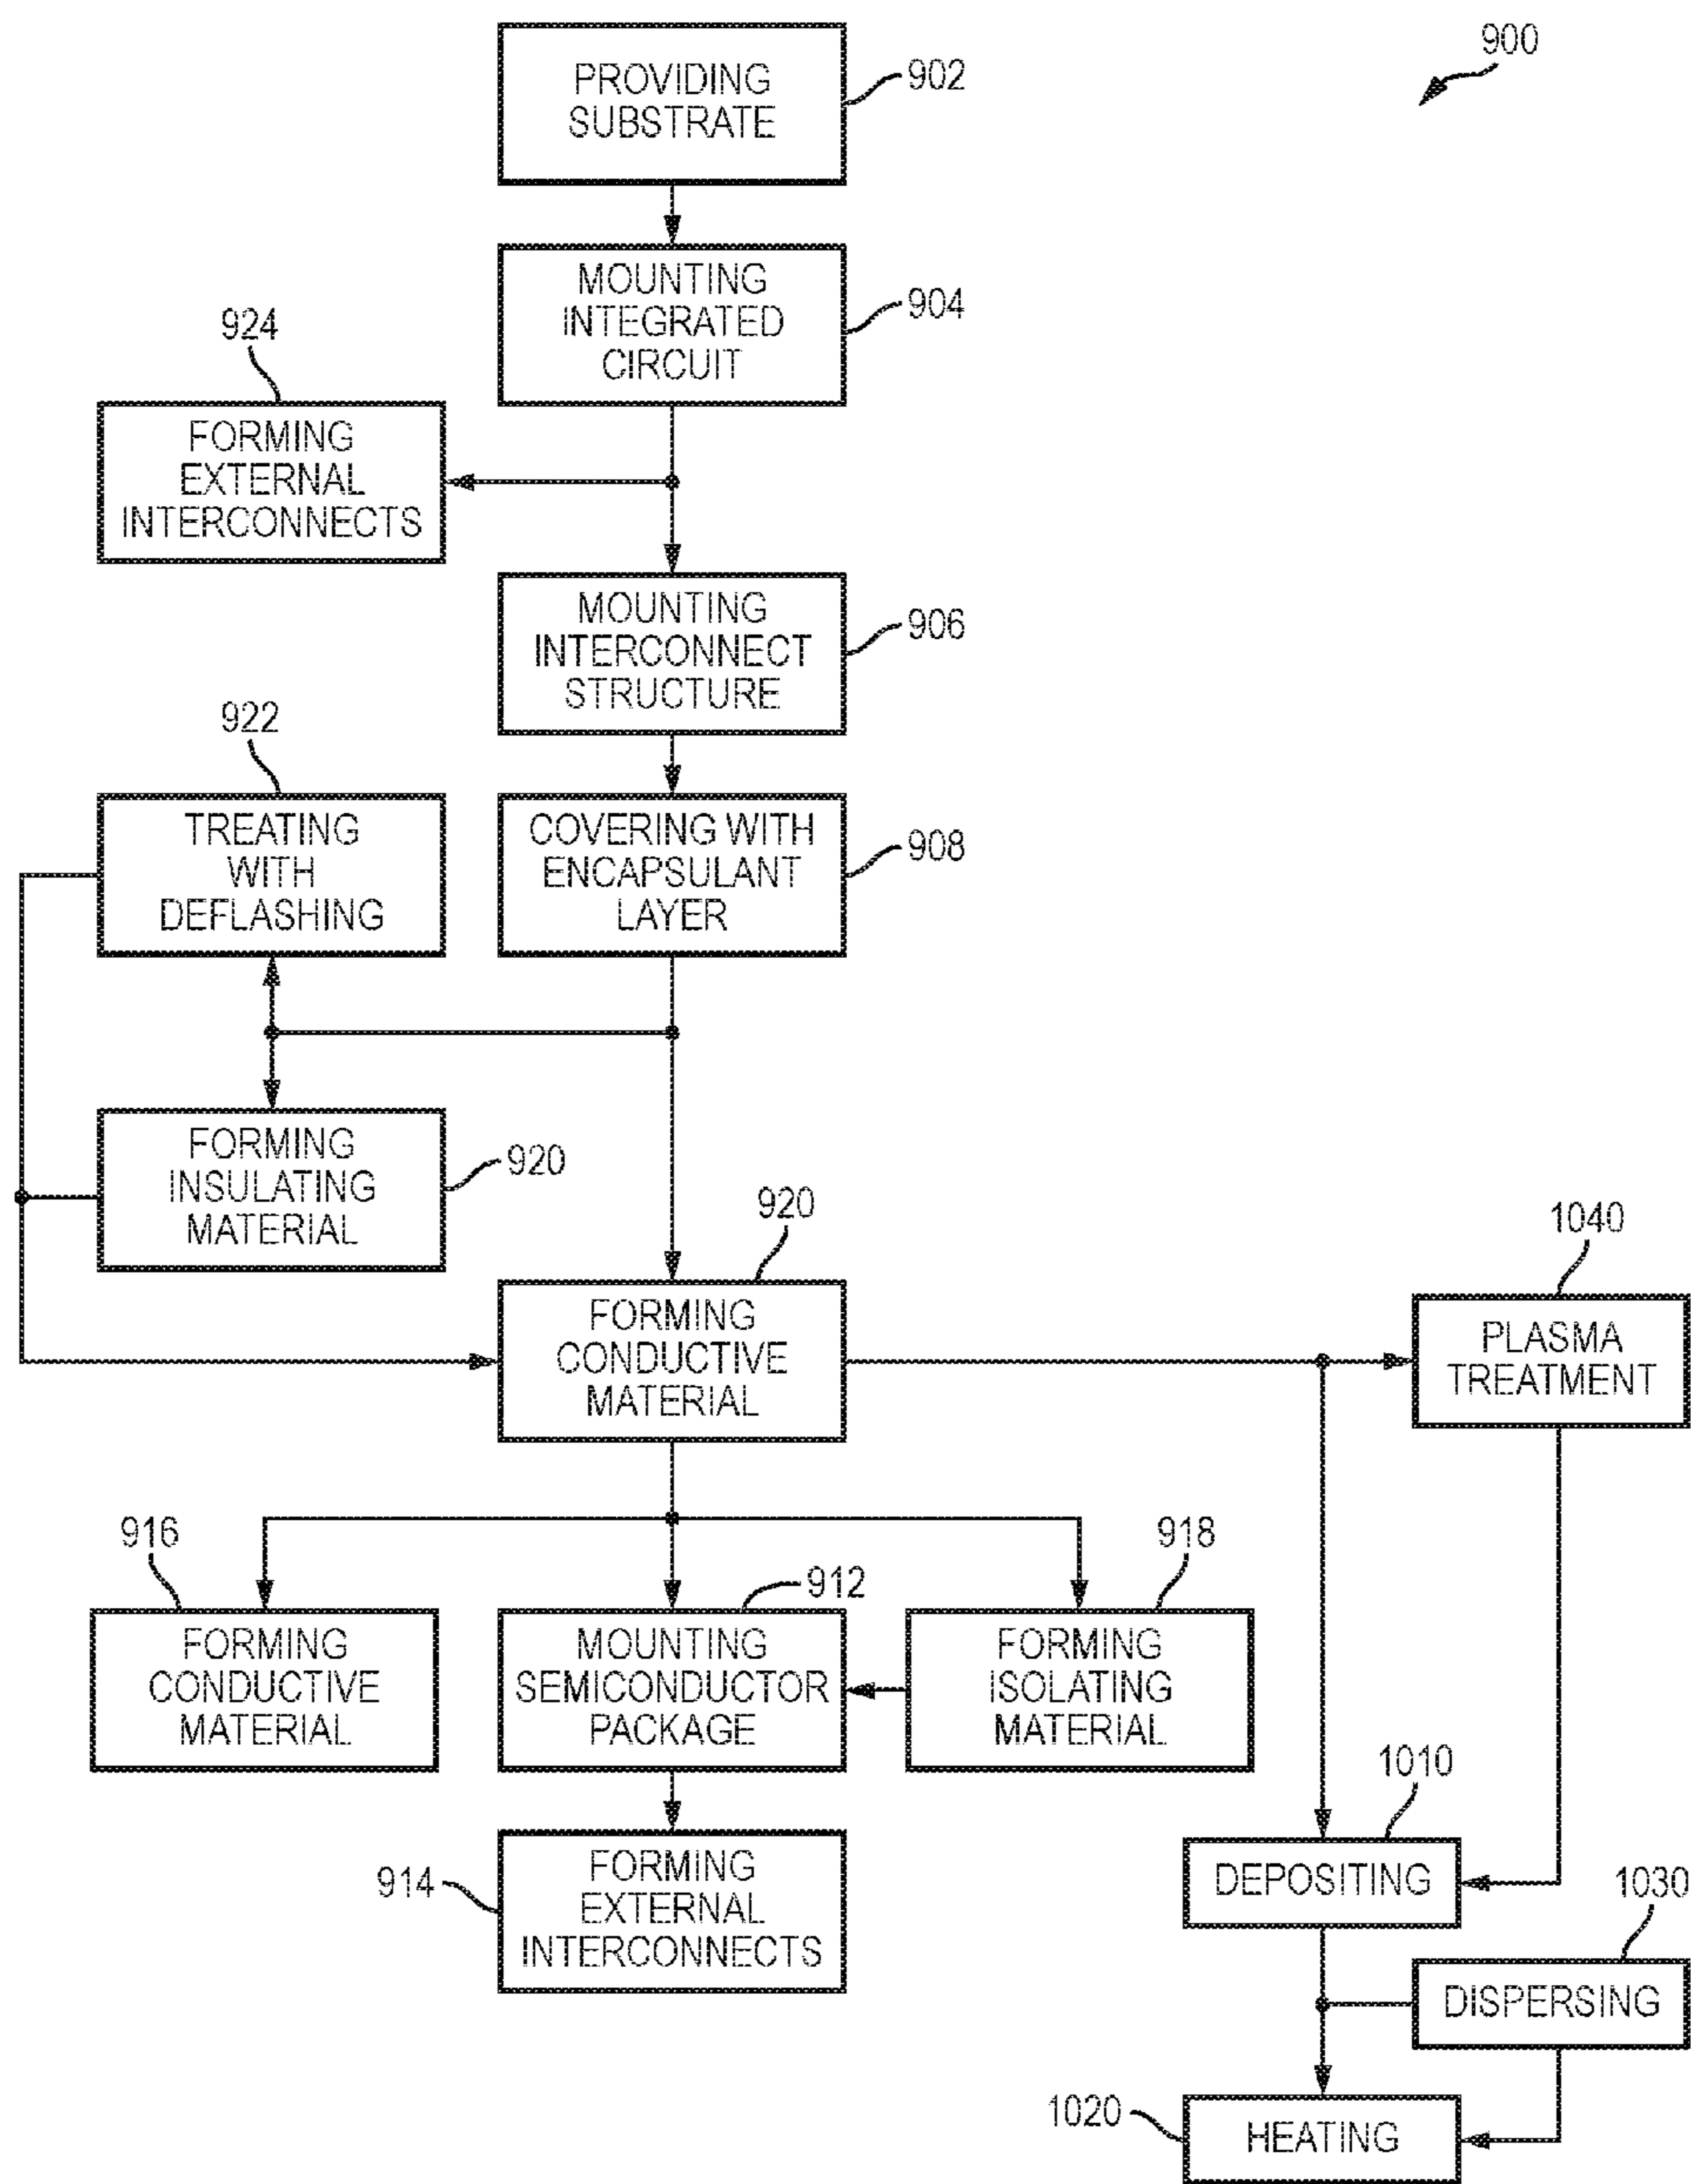 900
PROVIDING
SUBSTRATE
902
MOUNTING
INTEGRATED
CIRCUIT
904
924
FORMING
EXTERNAL
INTERCONNECTS
MOUNTING
INTERCONNECT
STRUCTURE
906
922
TREATING
WITH
DEFLASHING
COVERING WITH
ENCAPSULANT
LAYER
908
FORMING
INSULATING
MATERIAL
920
920
FORMING
CONDUCTIVE
MATERIAL
1040
PLASMA
TREATMENT
916
FORMING
CONDUCTIVE
MATERIAL
912
MOUNTING
SEMICONDUCTOR
PACKAGE
918
FORMING
ISOLATING
MATERIAL
914
FORMING
EXTERNAL
INTERCONNECTS
1010
DEPOSITING
1030
DISPERSING
1020
HEATING